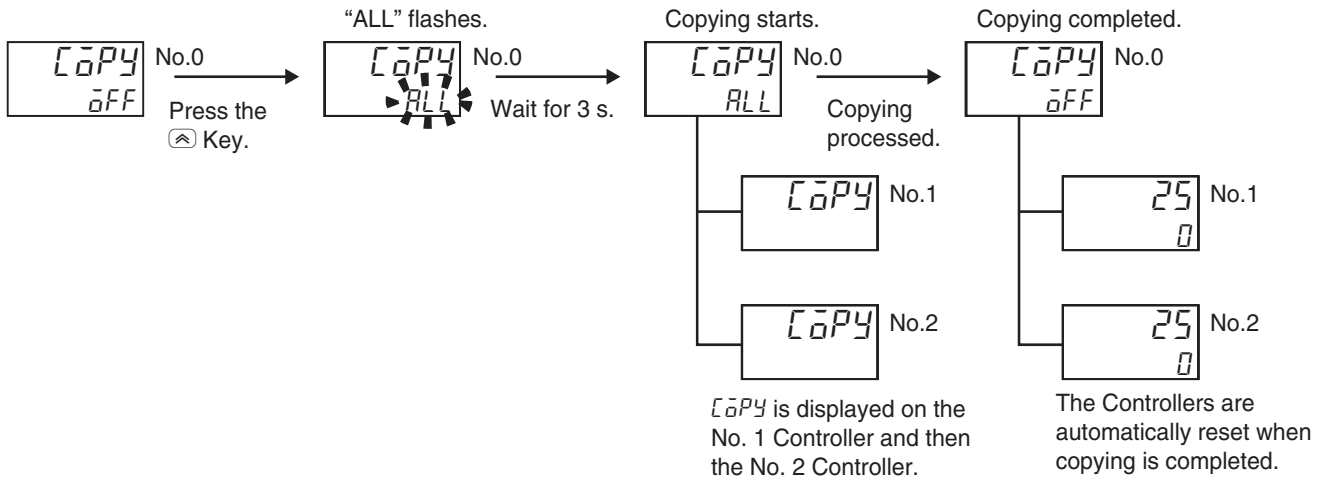 “ALL” flashes.
Copying starts.
Copying completed.
CoPY No.0
oFF
Press the
Key.
CoPY No.0
ALL
Wait for 3 s.
CoPY No.0
ALL
Copying
processed.
CoPY No.0
oFF
CoPY No.1
25 No.1
0
CoPY No.2
25 No.2
0
CoPY is displayed on the
No. 1 Controller and then
the No. 2 Controller.
The Controllers are
automatically reset when
copying is completed.